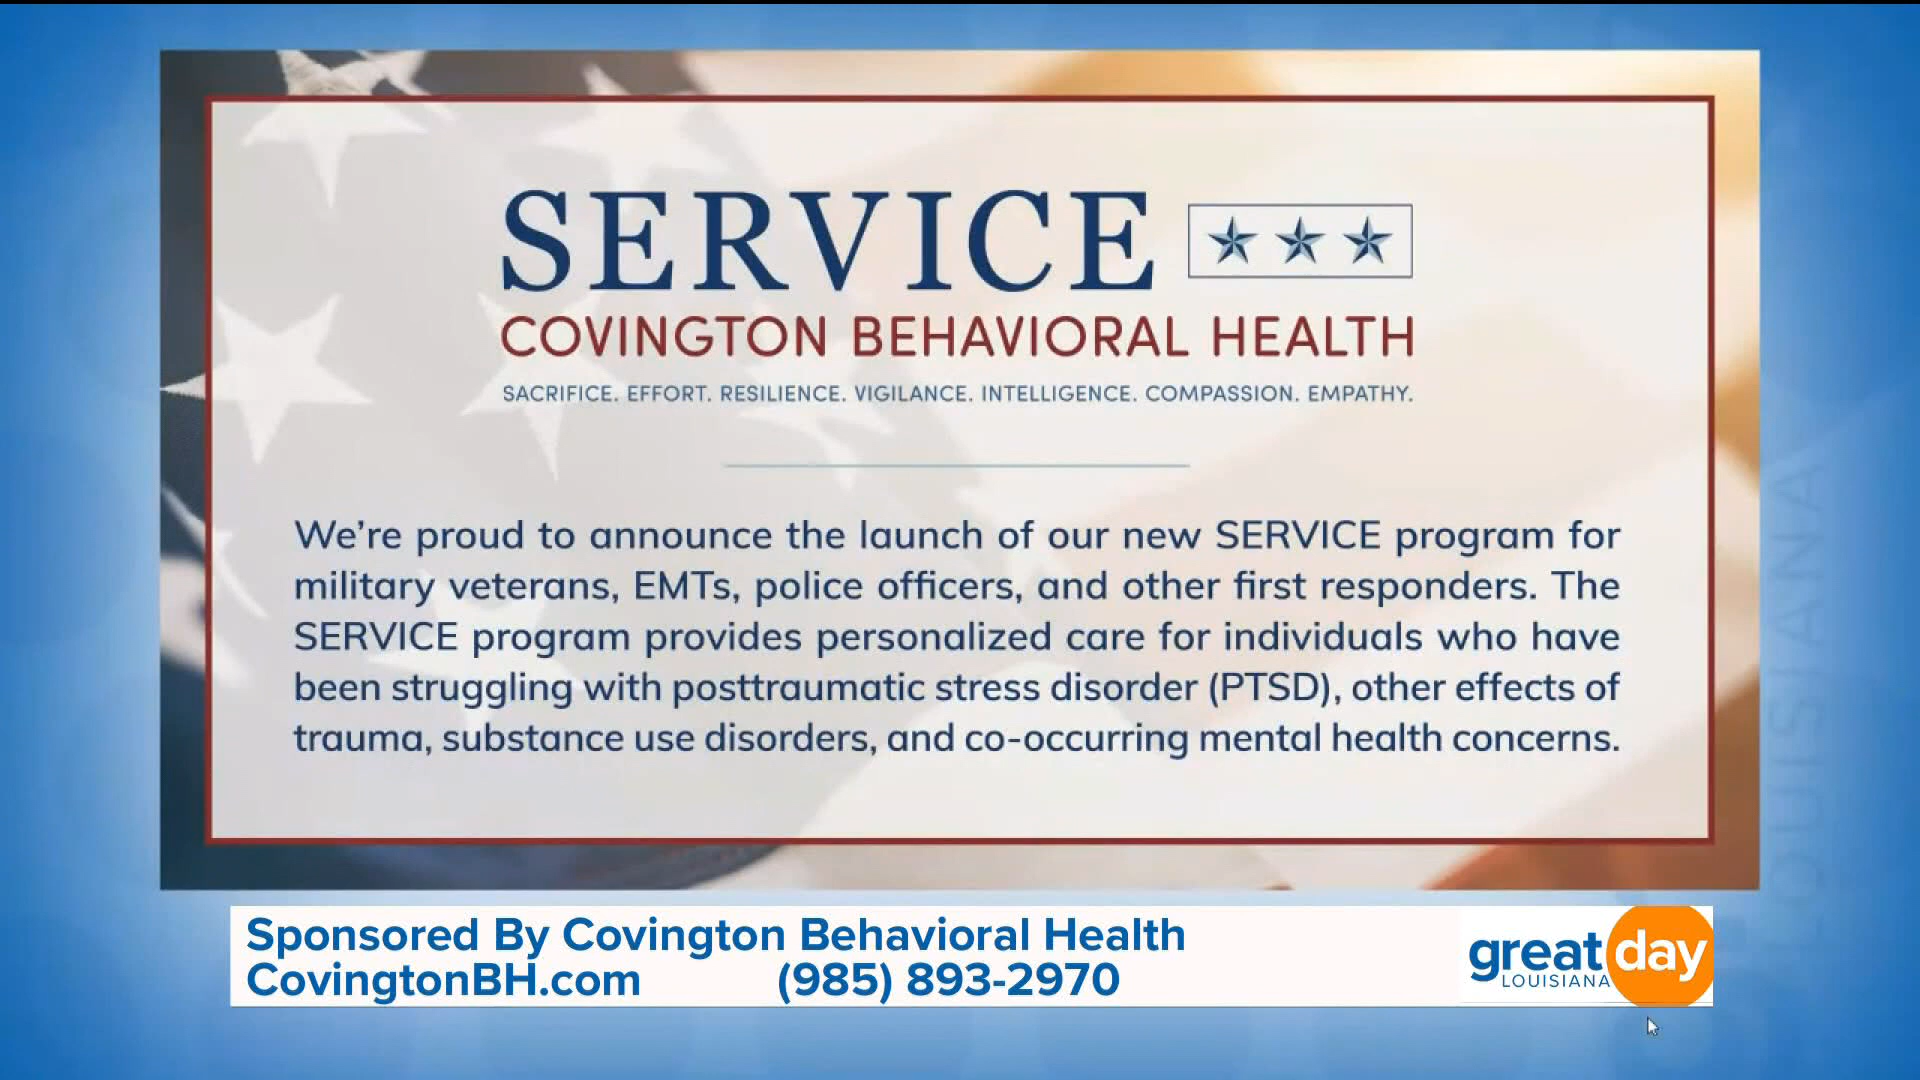 SERVICE
COVINGTON BEHAVIORAL HEALTH
SACRIFICE. EFFORT. RESILIENCE. VIGILANCE. INTELLIGENCE. COMPASSION. EMPATHY.
We’re proud to announce the launch of our new SERVICE program for
military veterans, EMTs, police officers, and other first responders. The
SERVICE program provides personalized care for individuals who have
been struggling with posttraumatic stress disorder (PTSD), other effects of
trauma, substance use disorders, and co-occurring mental health concerns.
Sponsored By Covington Behavioral Health
CovingtonBH.com (985) 893-2970
great day
LOUISIANA
LOUISIANA